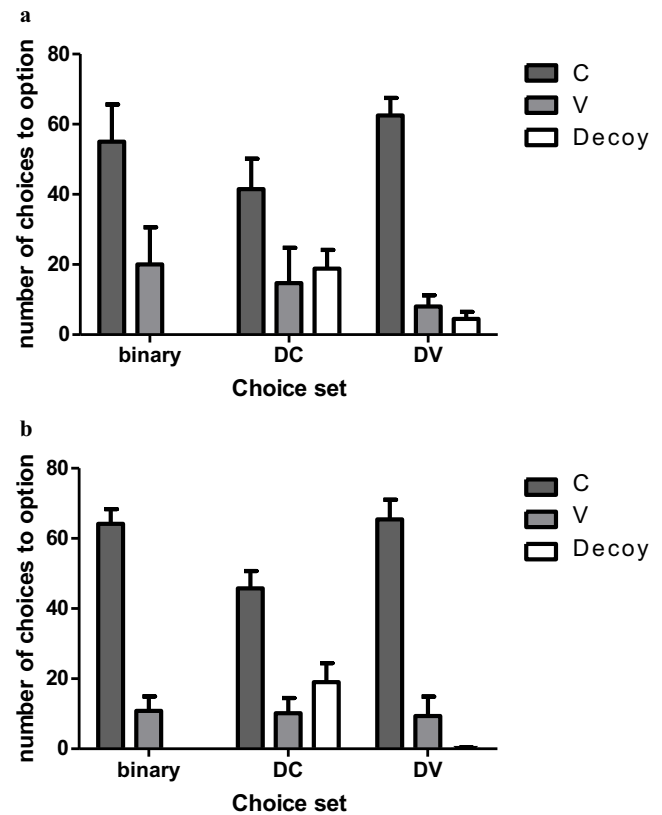 a
number of choices to option
80
60
40
20
0
binary DC DV
Choice set
C
V
Decoy
b
number of choices to option
80
60
40
20
0
binary DC DV
Choice set
C
V
Decoy